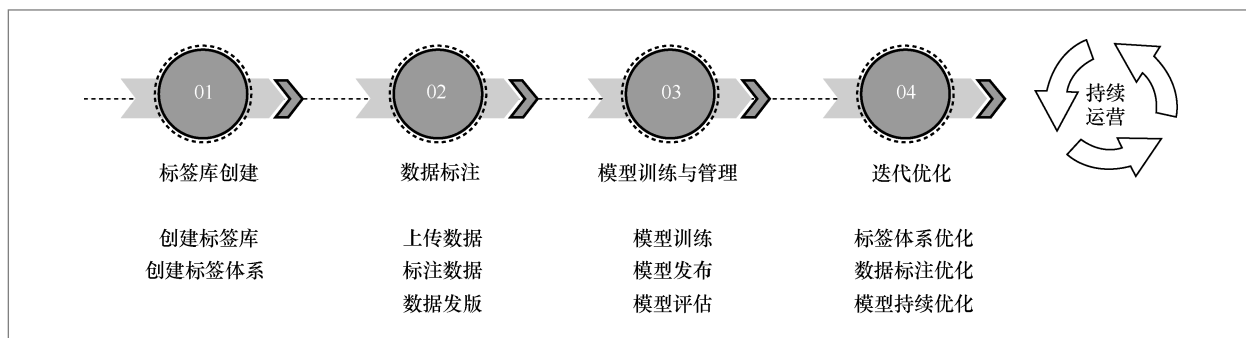 01
02
03
04
持续
运营
标签库创建
数据标注
模型训练与管理
迭代优化
创建标签库
创建标签体系
上传数据
标注数据
数据发版
模型训练
模型发布
模型评估
标签体系优化
数据标注优化
模型持续优化